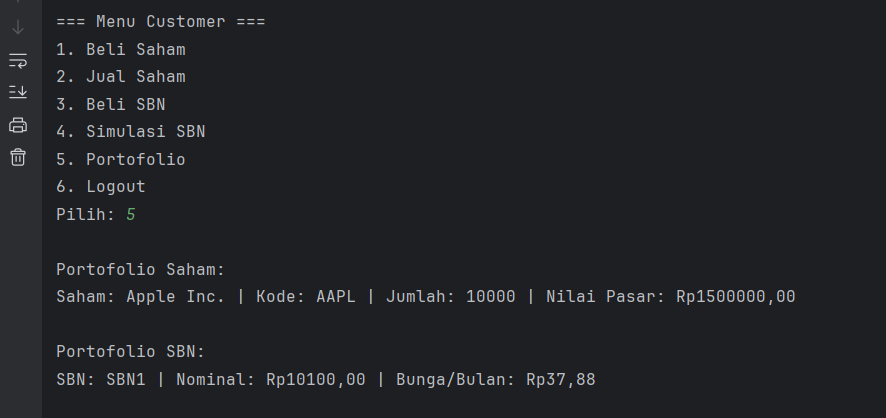 === Menu Customer ===
1. Beli Saham
2. Jual Saham
3. Beli SBN
4. Simulasi SBN
5. Portofolio
6. Logout
Pilih: 5
Portofolio Saham:
Saham: Apple Inc. | Kode: AAPL | Jumlah: 10000 | Nilai Pasar: Rp1500000,00
Portofolio SBN:
SBN: SBN1 | Nominal: Rp10100,00 | Bunga/Bulan: Rp37,88